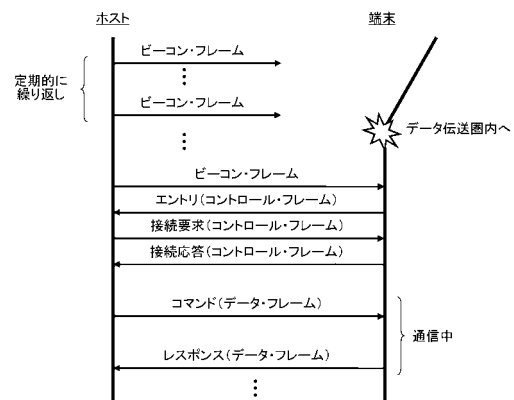 ホスト
端末
ビーコン・フレーム
定期的に
繰り返し
ビーコン・フレーム
データ伝送圏内へ
ビーコン・フレーム
エントリ(コントロール・フレーム)
接続要求(コントロール・フレーム)
接続応答(コントロール・フレーム)
コマンド(データ・フレーム)
通信中
レスポンス(データ・フレーム)